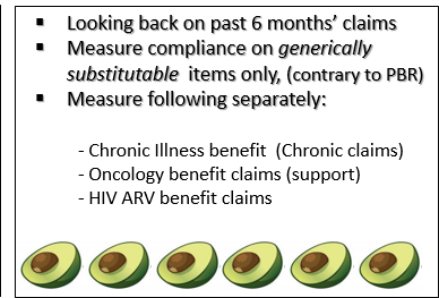 ▪ Looking back on past 6 months’ claims
▪ Measure compliance on generically
substitutable items only, (contrary to PBR)
▪ Measure following separately:
- Chronic Illness benefit (Chronic claims)
- Oncology benefit claims (support)
- HIV ARV benefit claims